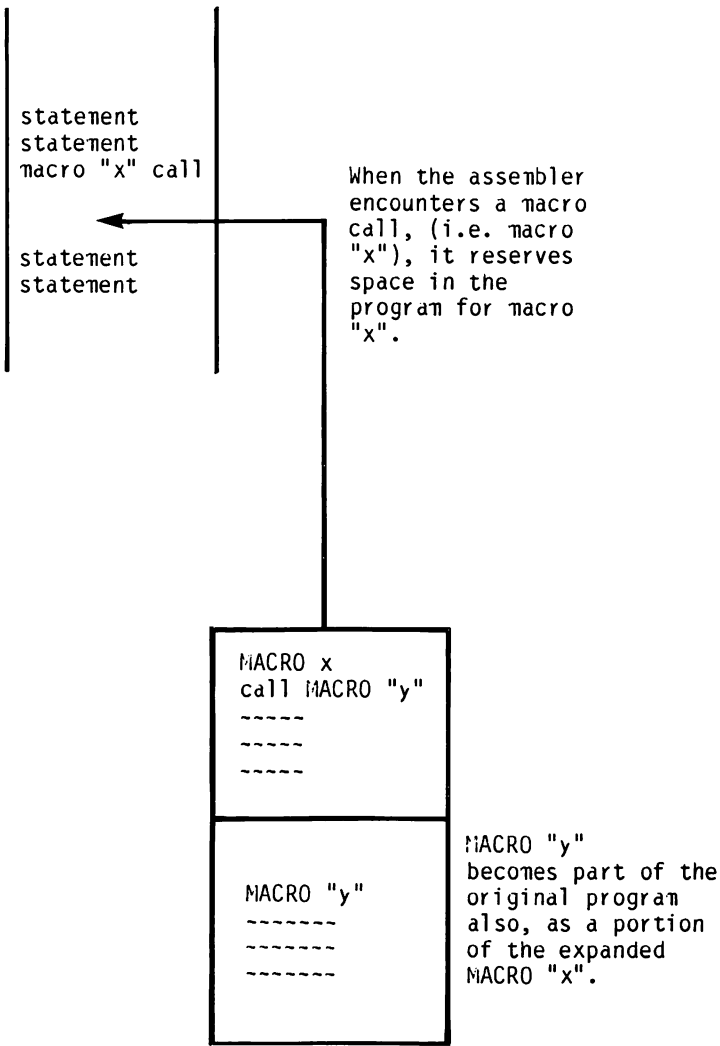 statement
statement
macro "x" call
statement
statement
When the assembler
encounters a macro
call, (i.e. macro
"x"), it reserves
space in the
program for macro
"x".
MACRO x
call MACRO "y"
~~~~~
~~~~~
~~~~~
MACRO "y"
~~~~~~~
~~~~~~~
~~~~~~~
MACRO "y"
becomes part of the
original program
also, as a portion
of the expanded
MACRO "x".